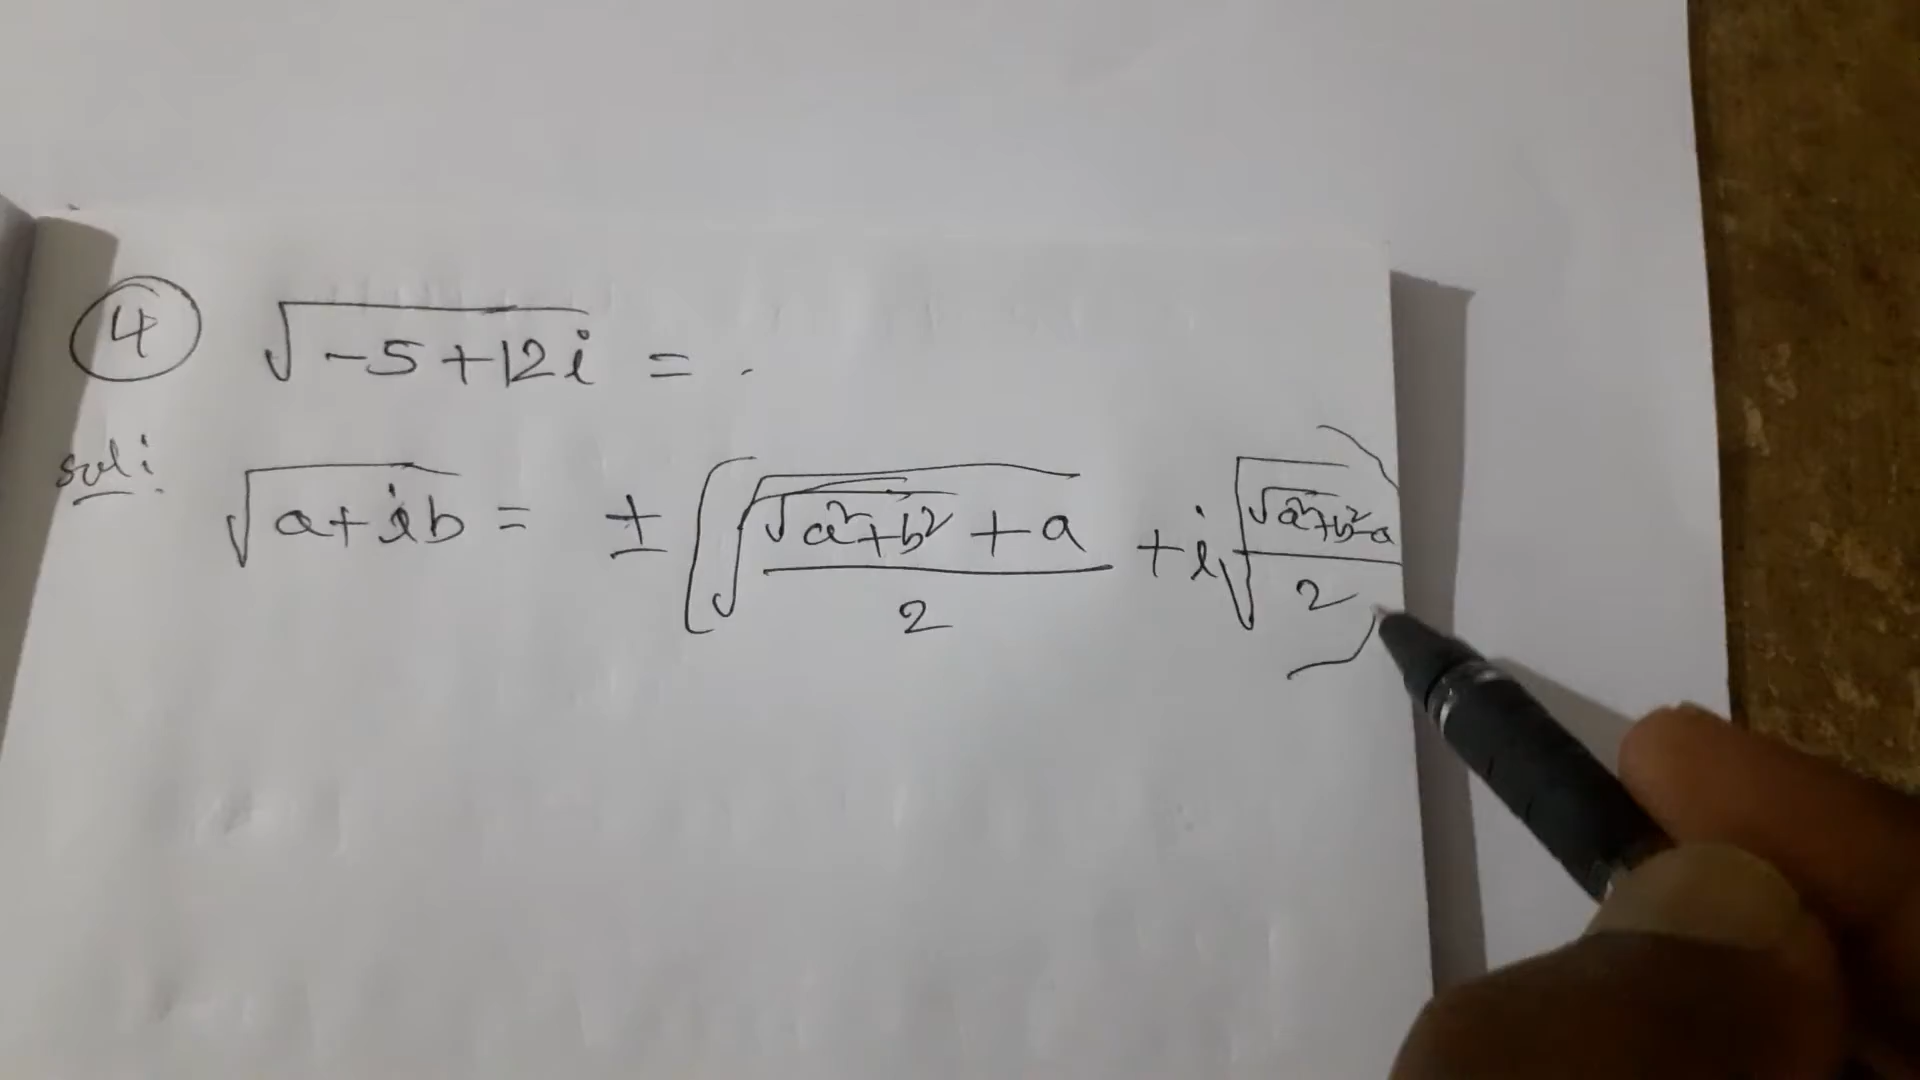 ④ √(-5+12i) = .
sol: √(a+ib) = ± (√((√(a²+b²) + a)/2) + i√((√(a²+b²)-a)/2))